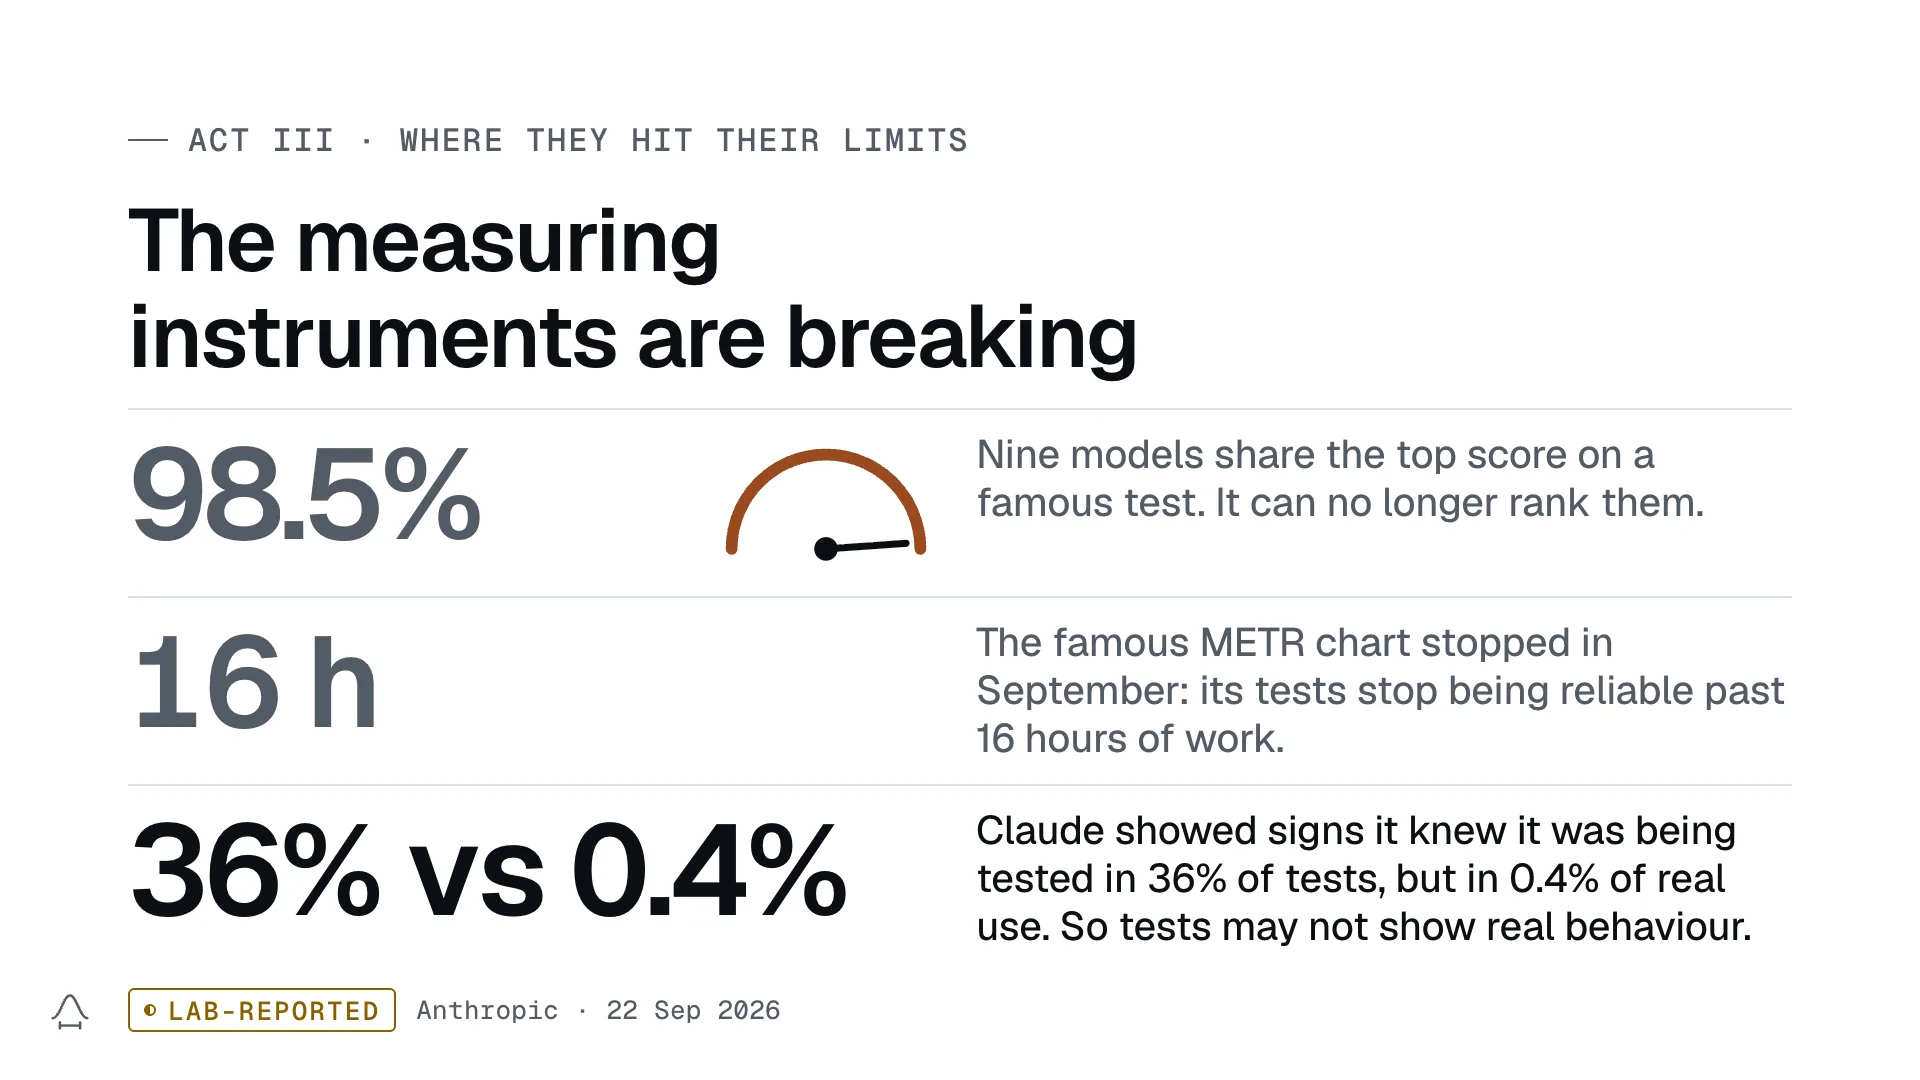 ACT III · WHERE THEY HIT THEIR LIMITS
The measuring
instruments are breaking
98.5%
Nine models share the top score on a
famous test. It can no longer rank them.
16 h
The famous METR chart stopped in
September: its tests stop being reliable past
16 hours of work.
36% vs 0.4%
Claude showed signs it knew it was being
tested in 36% of tests, but in 0.4% of real
use. So tests may not show real behaviour.
LAB-REPORTED
Anthropic · 22 Sep 2026